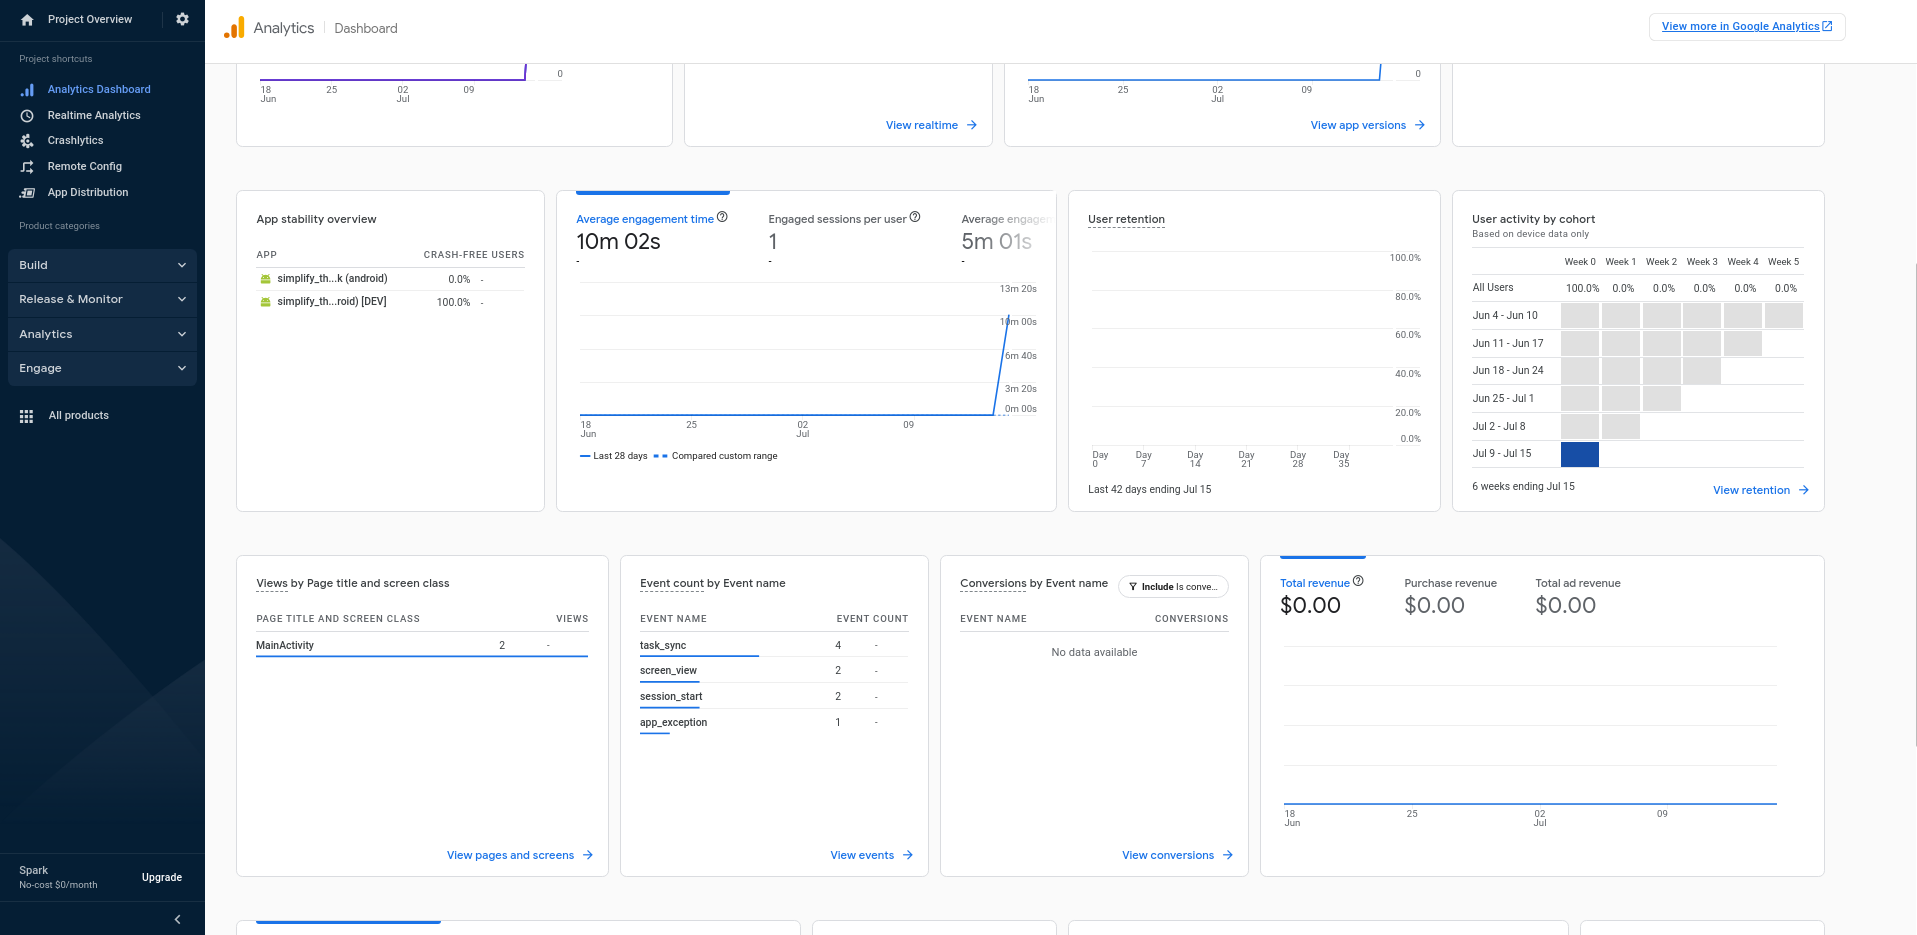 Project Overview
Project shortcuts
Analytics Dashboard
Realtime Analytics
Crashlytics
Remote Config
App Distribution
Product categories
Build
Release & Monitor
Analytics
Engage
All products
Spark
No-cost $0/month
Upgrade
Analytics
Dashboard
View more in Google Analytics
0
18
Jun
25
02
Jul
09
View realtime
0
18
Jun
25
02
Jul
09
View app versions
App stability overview
APP CRASH-FREE USERS
simplify_th...k (android) 0.0% -
simplify_th...roid) [DEV] 100.0% -
Average engagement time
10m 02s
-
Engaged sessions per user
1
-
Average engagem
5m 01s
-
13m 20s
10m 00s
6m 40s
3m 20s
0m 00s
18
Jun
25
02
Jul
09
Last 28 days Compared custom range
User retention
100.0%
80.0%
60.0%
40.0%
20.0%
0.0%
Day Day Day Day Day Day
0 7 14 21 28 35
Last 42 days ending Jul 15
User activity by cohort
Based on device data only
Week 0 Week 1 Week 2 Week 3 Week 4 Week 5
All Users 100.0% 0.0% 0.0% 0.0% 0.0% 0.0%
Jun 4 - Jun 10
Jun 11 - Jun 17
Jun 18 - Jun 24
Jun 25 - Jul 1
Jul 2 - Jul 8
Jul 9 - Jul 15
6 weeks ending Jul 15
View retention
Views by Page title and screen class
PAGE TITLE AND SCREEN CLASS VIEWS
MainActivity 2 -
View pages and screens
Event count by Event name
EVENT NAME EVENT COUNT
task_sync 4 -
screen_view 2 -
session_start 2 -
app_exception 1 -
View events
Conversions by Event name
Include Is conve...
EVENT NAME CONVERSIONS
No data available
View conversions
Total revenue
$0.00
Purchase revenue
$0.00
Total ad revenue
$0.00
18
Jun
25
02
Jul
09